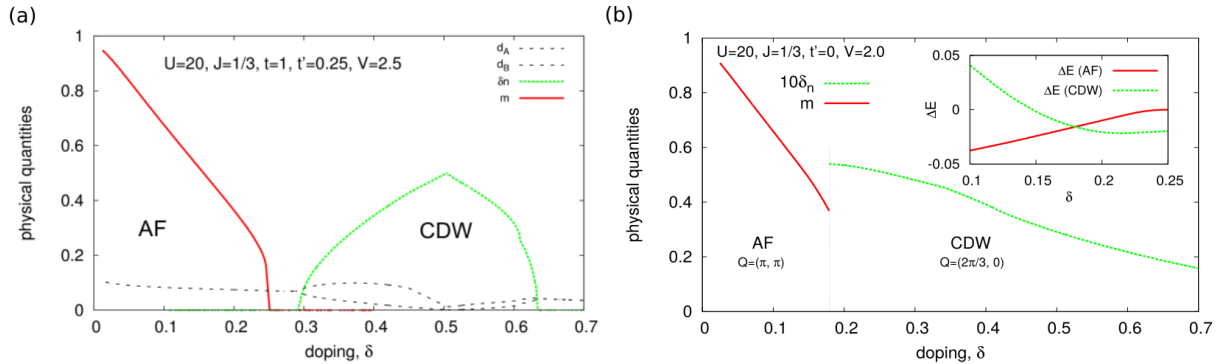 (a)
U=20, J=1/3, t=1, t'=0.25, V=2.5
d_A
d_B
δn
m
AF
CDW
physical quantities
1
0.8
0.6
0.4
0.2
0
0 0.1 0.2 0.3 0.4 0.5 0.6 0.7
doping, δ
(b)
U=20, J=1/3, t'=0, V=2.0
10δ_n
m
AF
Q=(π, π)
CDW
Q=(2π/3, 0)
physical quantities
1
0.8
0.6
0.4
0.2
0
0 0.1 0.2 0.3 0.4 0.5 0.6 0.7
doping, δ
ΔE (AF)
ΔE (CDW)
ΔE
0.05
0
-0.05
0.1 0.15 0.2 0.25
δ